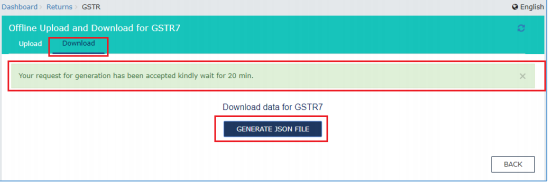 Dashboard > Returns > GSTR
English
Offline Upload and Download for GSTR7
Upload Download
Your request for generation has been accepted kindly wait for 20 min.
Download data for GSTR7
GENERATE JSON FILE
BACK